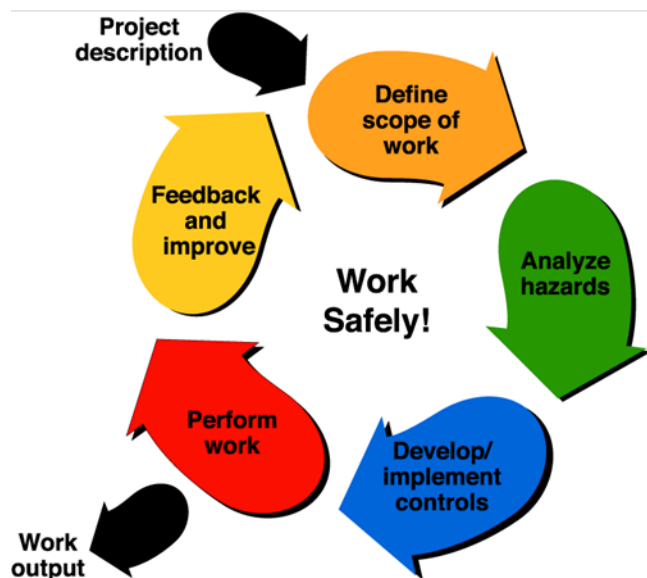 Project
description
Define
scope of
work
Analyze
hazards
Develop/
implement
controls
Perform
work
Work
output
Feedback
and
improve
Work
Safely!